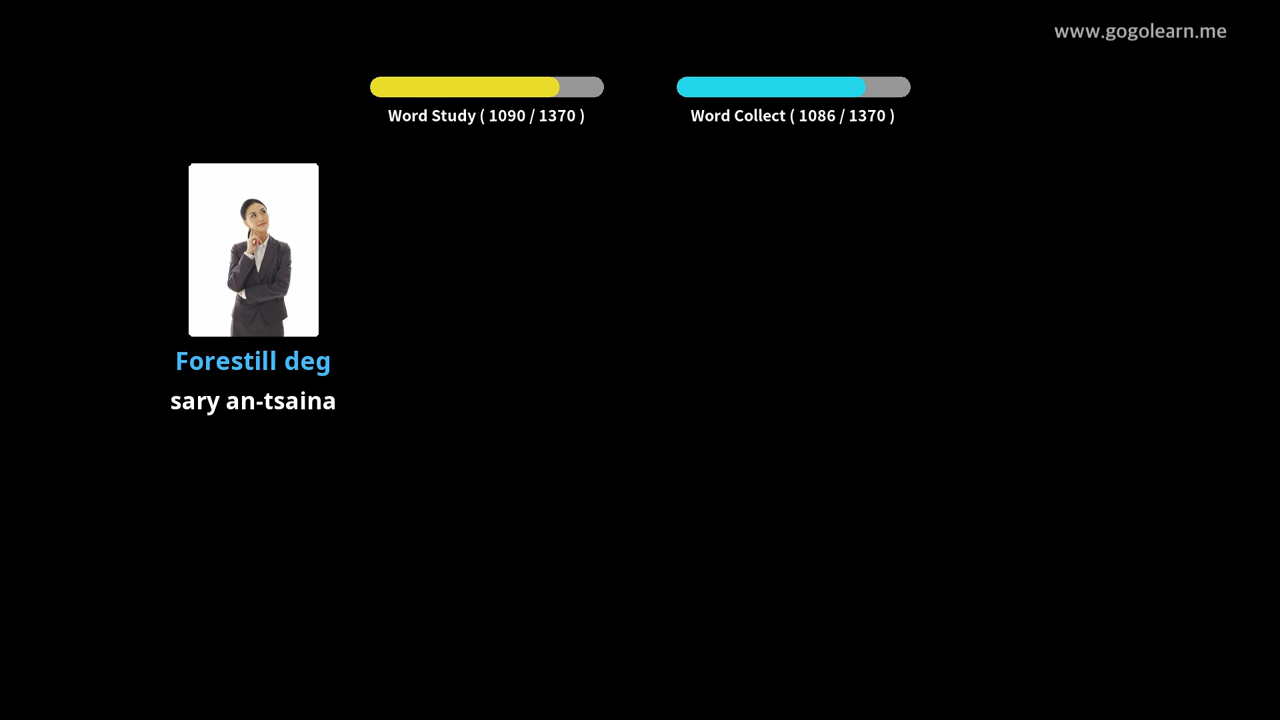 www.gogolearn.me
Word Study ( 1090 / 1370 )
Word Collect ( 1086 / 1370 )
Forestill deg
sary an-tsaina